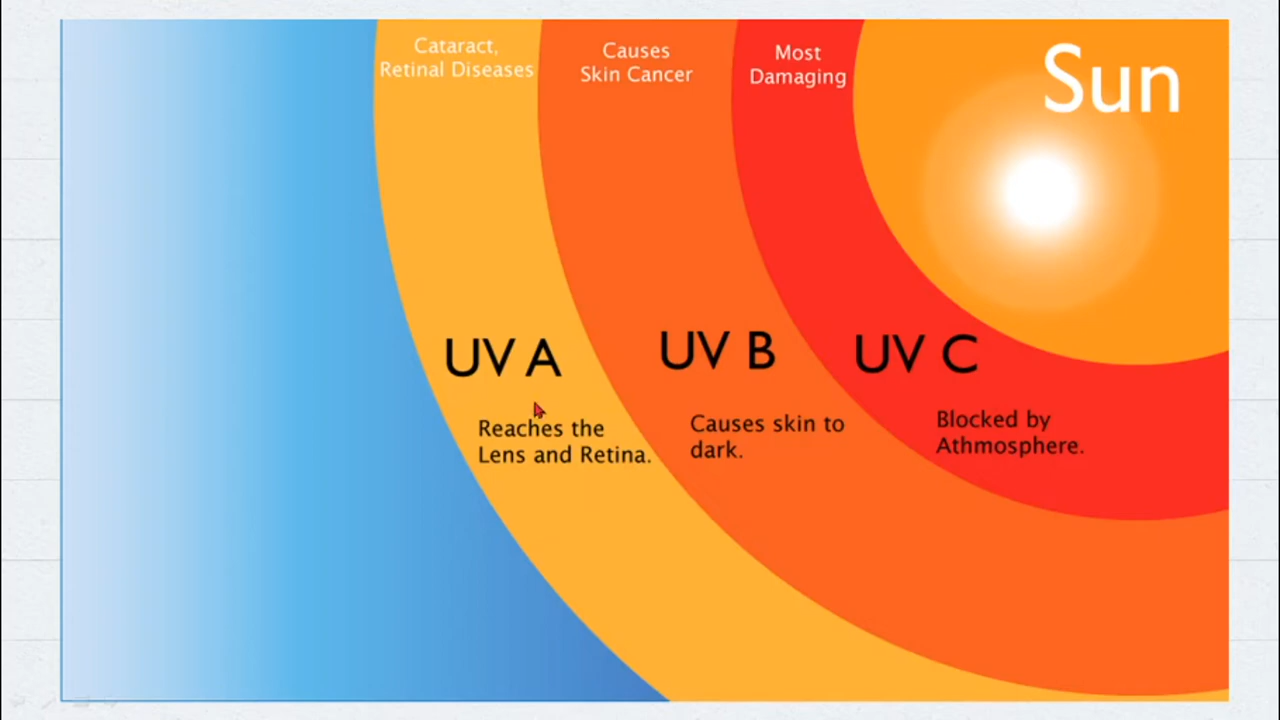 Cataract,
Retinal Diseases
Causes
Skin Cancer
Most
Damaging
Sun
UV A
Reaches the
Lens and Retina.
UV B
Causes skin to
dark.
UV C
Blocked by
Athmosphere.